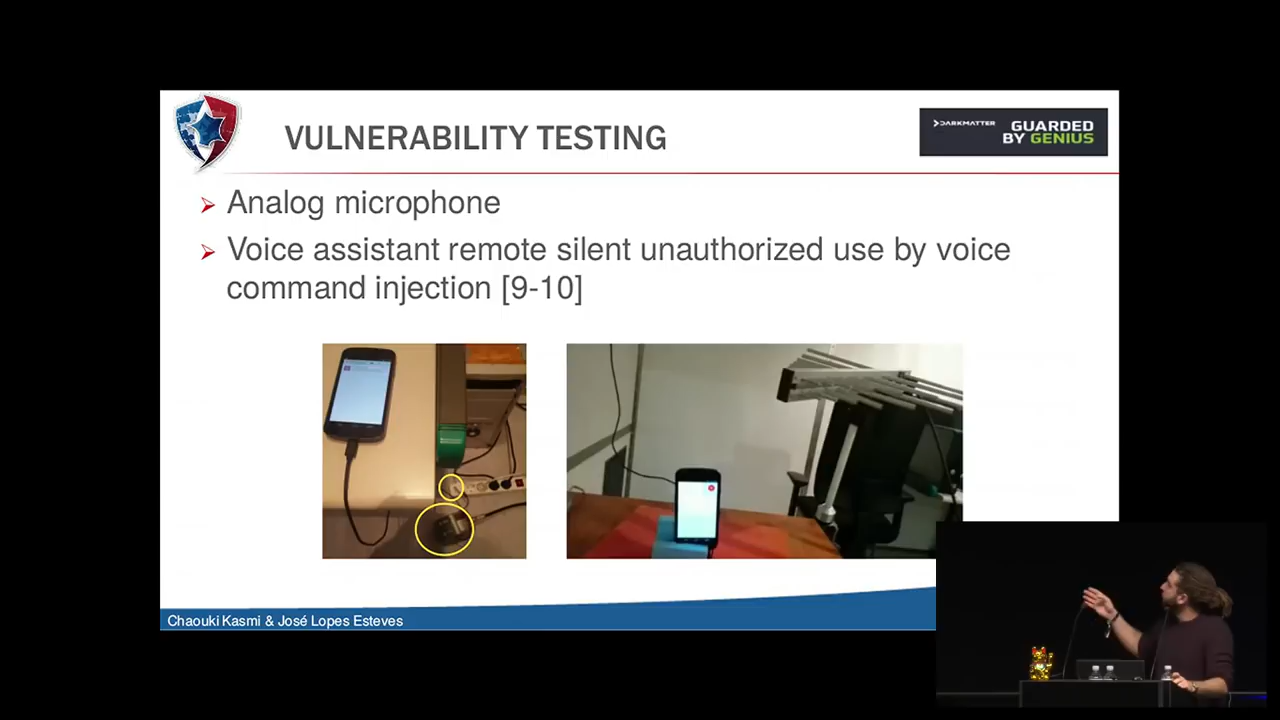 VULNERABILITY TESTING
DARKMATTER
GUARDED
BY GENIUS
Analog microphone
Voice assistant remote silent unauthorized use by voice
command injection [9-10]
Chaouki Kasmi & José Lopes Esteves